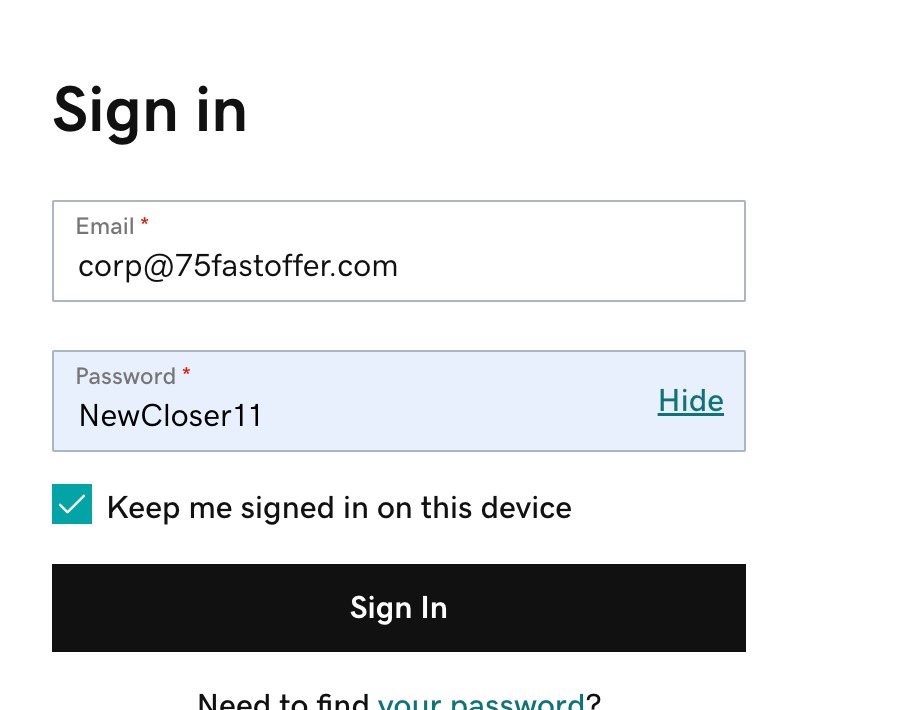 Sign in
Email *
corp@75fastoffer.com
Password *
NewCloser11
Hide
Keep me signed in on this device
Sign In
Need to find your password?